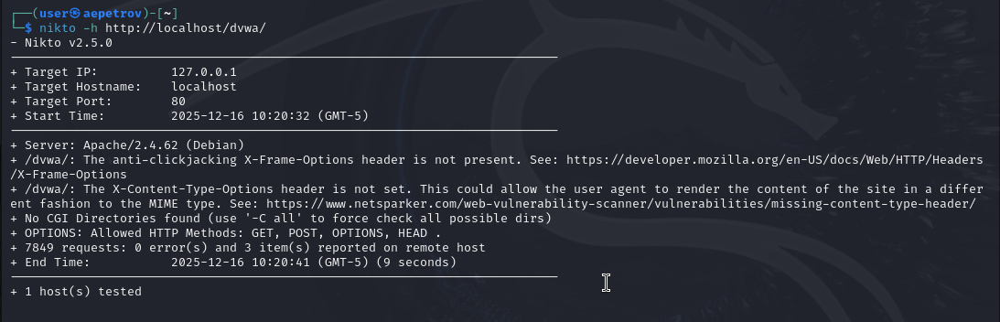 ┌──(user㉿aepetrov)-[~]
└─$ nikto -h http://localhost/dvwa/
- Nikto v2.5.0
---------------------------------------------------------------------------
+ Target IP:          127.0.0.1
+ Target Hostname:    localhost
+ Target Port:        80
+ Start Time:         2025-12-16 10:20:32 (GMT-5)
---------------------------------------------------------------------------
+ Server: Apache/2.4.62 (Debian)
+ /dvwa/: The anti-clickjacking X-Frame-Options header is not present. See: https://developer.mozilla.org/en-US/docs/Web/HTTP/Headers
/X-Frame-Options
+ /dvwa/: The X-Content-Type-Options header is not set. This could allow the user agent to render the content of the site in a differ
ent fashion to the MIME type. See: https://www.netsparker.com/web-vulnerability-scanner/vulnerabilities/missing-content-type-header/
+ No CGI Directories found (use '-C all' to force check all possible dirs)
+ OPTIONS: Allowed HTTP Methods: GET, POST, OPTIONS, HEAD .
+ 7849 requests: 0 error(s) and 3 item(s) reported on remote host
+ End Time:           2025-12-16 10:20:41 (GMT-5) (9 seconds)
---------------------------------------------------------------------------
+ 1 host(s) tested